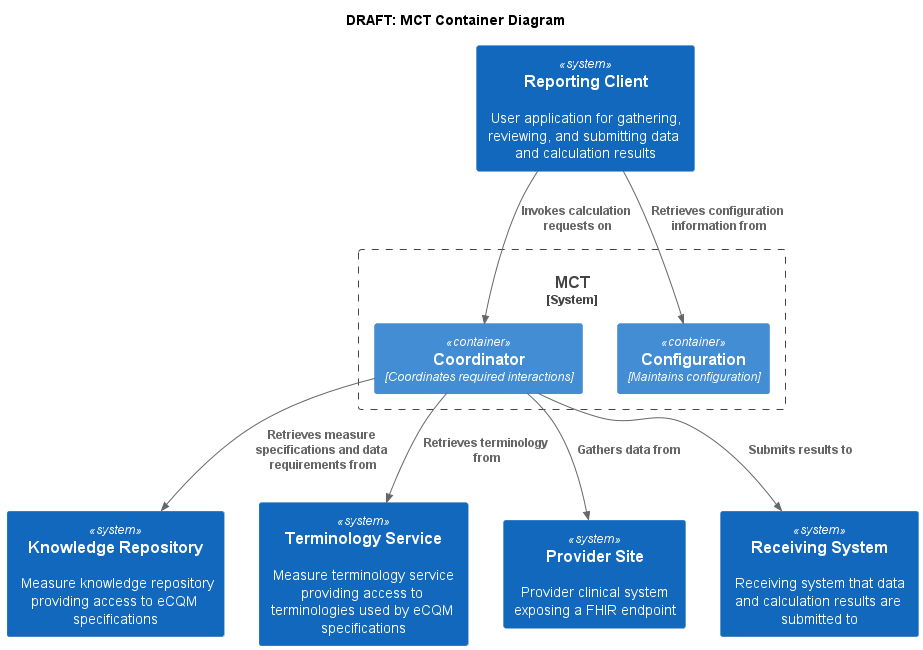 DRAFT: MCT Container Diagram
«system»
Reporting Client
User application for gathering,
reviewing, and submitting data
and calculation results
Invokes calculation
requests on
Retrieves configuration
information from
MCT
[System]
«container»
Coordinator
[Coordinates required interactions]
«container»
Configuration
[Maintains configuration]
Retrieves measure
specifications and data
requirements from
Retrieves terminology
from
Gathers data from
Submits results to
«system»
Knowledge Repository
Measure knowledge repository
providing access to eCQM
specifications
«system»
Terminology Service
Measure terminology service
providing access to
terminologies used by eCQM
specifications
«system»
Provider Site
Provider clinical system
exposing a FHIR endpoint
«system»
Receiving System
Receiving system that data
and calculation results are
submitted to